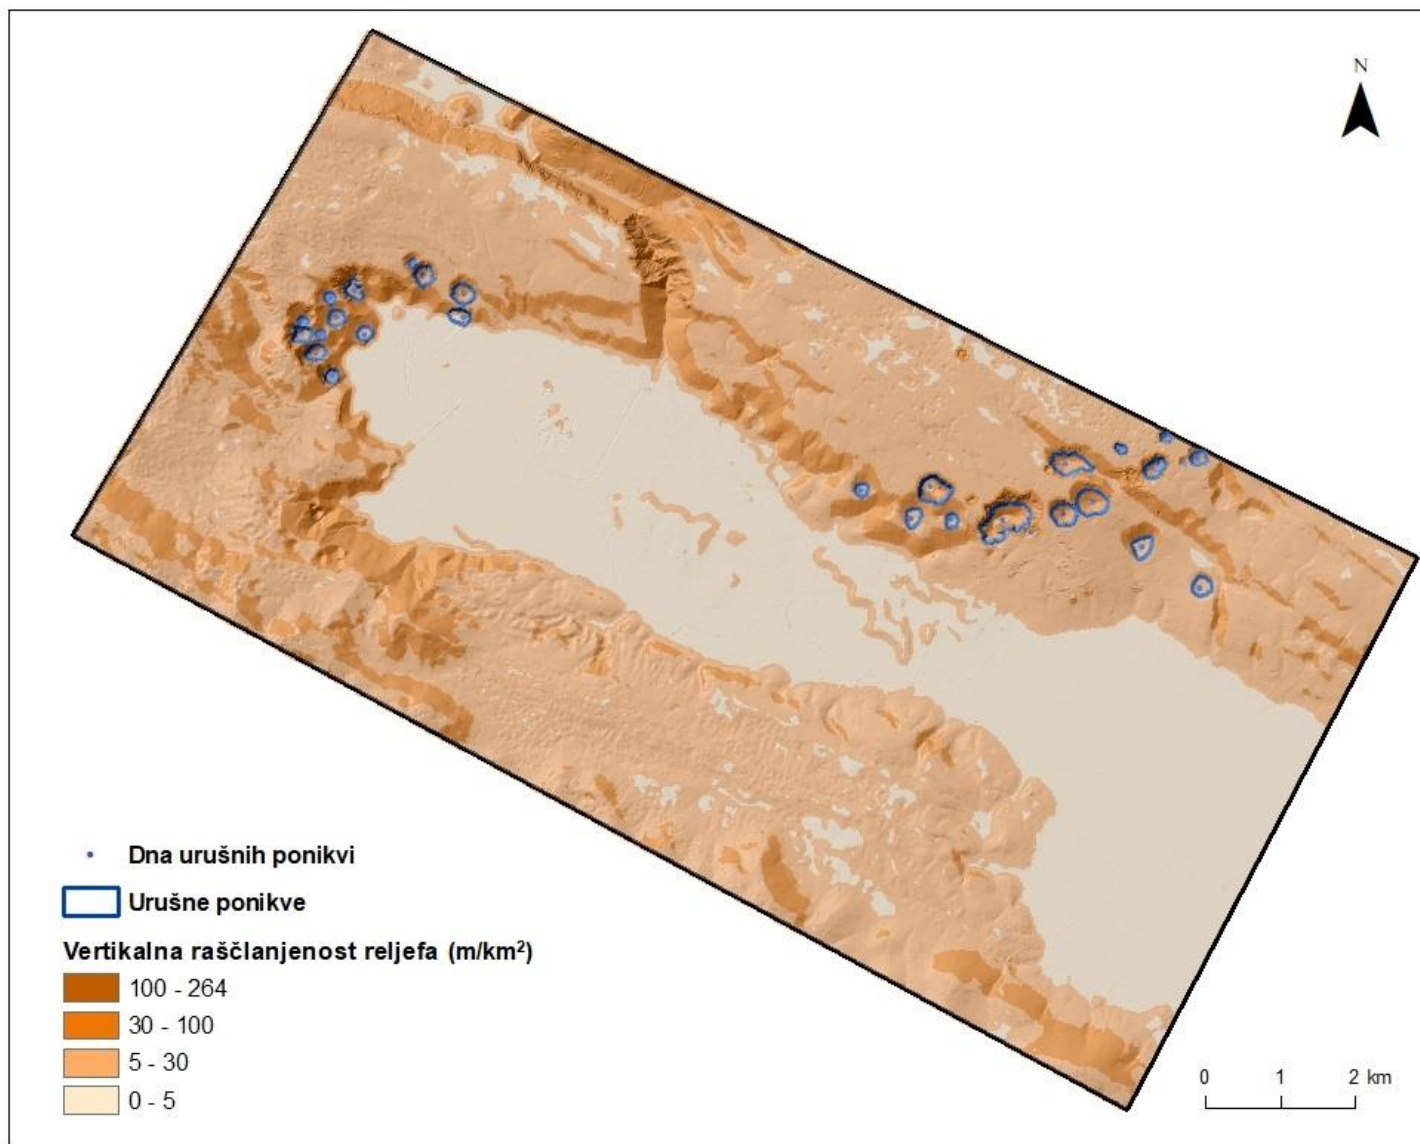 N
Dna urušnih ponikvi
Urušne ponikve
Vertikalna raščlanjenost reljefa (m/km²)
100 - 264
30 - 100
5 - 30
0 - 5
0 1 2 km